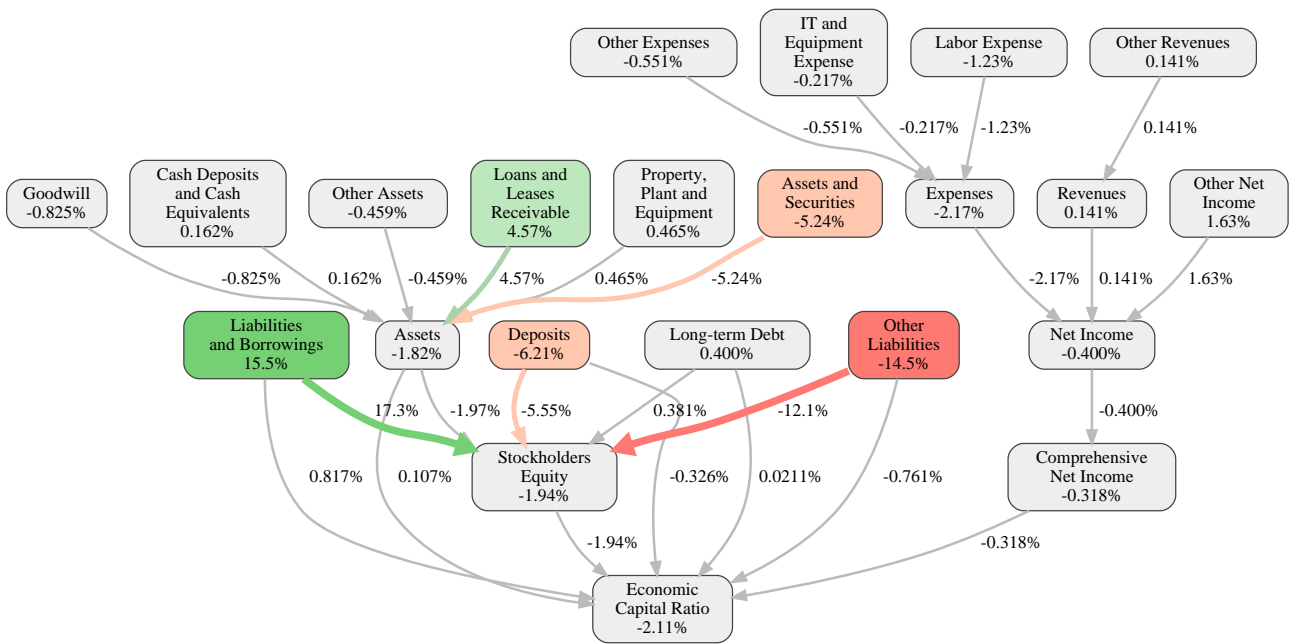 Other Expenses
-0.551%
IT and
Equipment
Expense
-0.217%
Labor Expense
-1.23%
Other Revenues
0.141%
-0.551%
-0.217%
-1.23%
0.141%
Goodwill
-0.825%
Cash Deposits
and Cash
Equivalents
0.162%
Other Assets
-0.459%
Loans and
Leases
Receivable
4.57%
Property,
Plant and
Equipment
0.465%
Assets and
Securities
-5.24%
Expenses
-2.17%
Revenues
0.141%
Other Net
Income
1.63%
-0.825%
0.162%
-0.459%
4.57%
0.465%
-5.24%
-2.17%
0.141%
1.63%
Liabilities
and Borrowings
15.5%
Assets
-1.82%
Deposits
-6.21%
Long-term Debt
0.400%
Other
Liabilities
-14.5%
Net Income
-0.400%
17.3%
-1.97%
-5.55%
0.381%
-12.1%
-0.400%
Stockholders
Equity
-1.94%
Comprehensive
Net Income
-0.318%
0.817%
0.107%
-0.326%
0.0211%
-0.761%
-1.94%
-0.318%
Economic
Capital Ratio
-2.11%